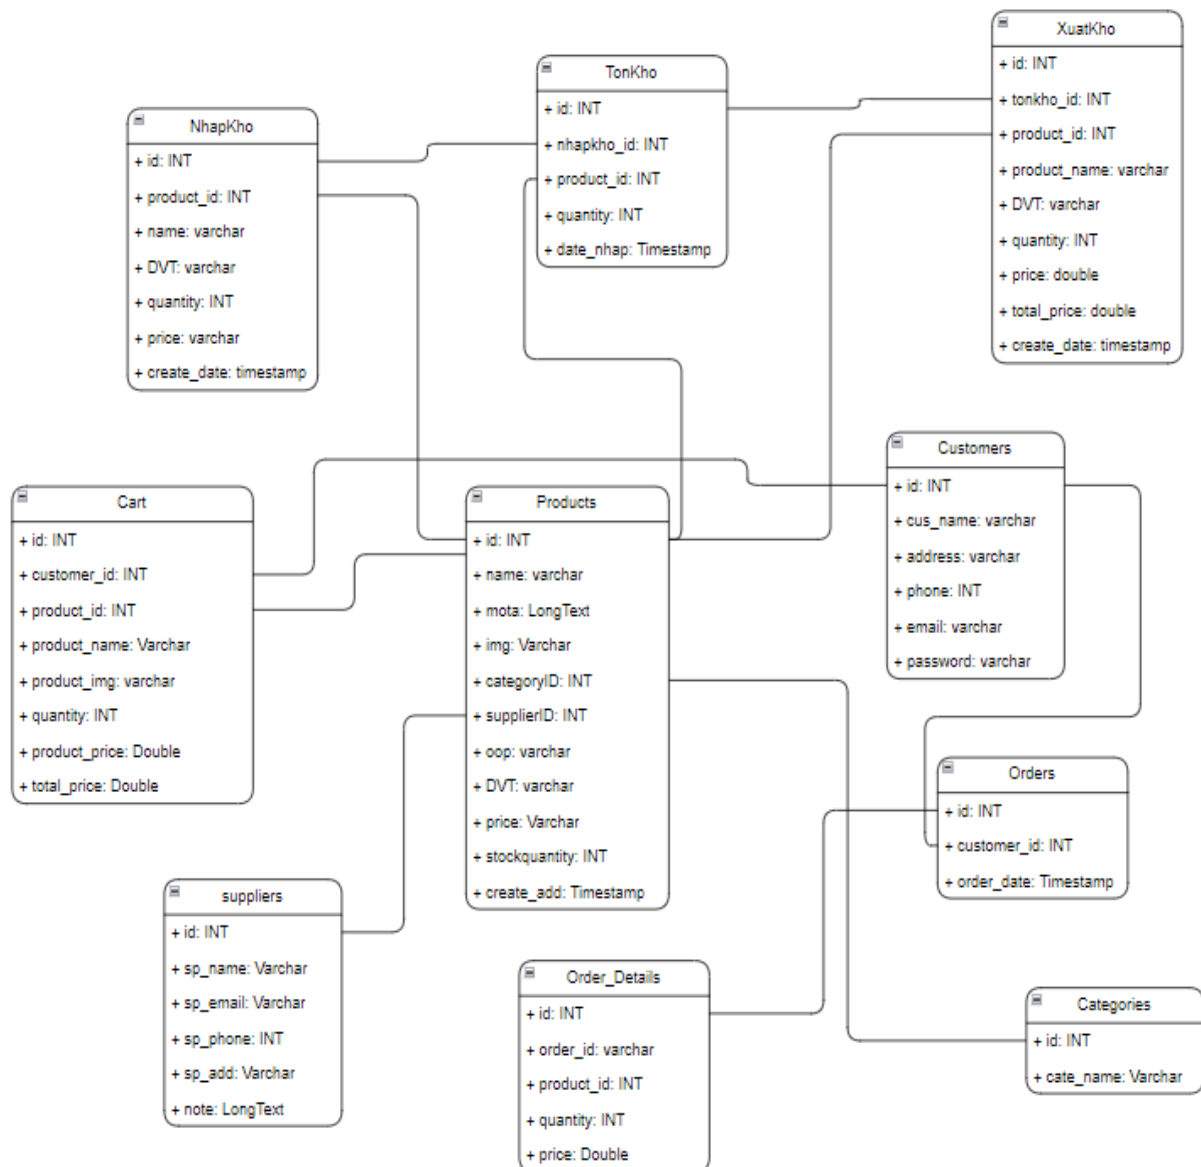 XuatKho
+ id: INT
+ tonkho_id: INT
+ product_id: INT
+ product_name: varchar
+ DVT: varchar
+ quantity: INT
+ price: double
+ total_price: double
+ create_date: timestamp
TonKho
+ id: INT
+ nhapkho_id: INT
+ product_id: INT
+ quantity: INT
+ date_nhap: Timestamp
NhapKho
+ id: INT
+ product_id: INT
+ name: varchar
+ DVT: varchar
+ quantity: INT
+ price: varchar
+ create_date: timestamp
Customers
+ id: INT
+ cus_name: varchar
+ address: varchar
+ phone: INT
+ email: varchar
+ password: varchar
Cart
+ id: INT
+ customer_id: INT
+ product_id: INT
+ product_name: Varchar
+ product_img: varchar
+ quantity: INT
+ product_price: Double
+ total_price: Double
Products
+ id: INT
+ name: varchar
+ mota: LongText
+ img: Varchar
+ categoryID: INT
+ supplierID: INT
+ oop: varchar
+ DVT: varchar
+ price: Varchar
+ stockquantity: INT
+ create_add: Timestamp
Orders
+ id: INT
+ customer_id: INT
+ order_date: Timestamp
suppliers
+ id: INT
+ sp_name: Varchar
+ sp_email: Varchar
+ sp_phone: INT
+ sp_add: Varchar
+ note: LongText
Order_Details
+ id: INT
+ order_id: varchar
+ product_id: INT
+ quantity: INT
+ price: Double
Categories
+ id: INT
+ cate_name: Varchar